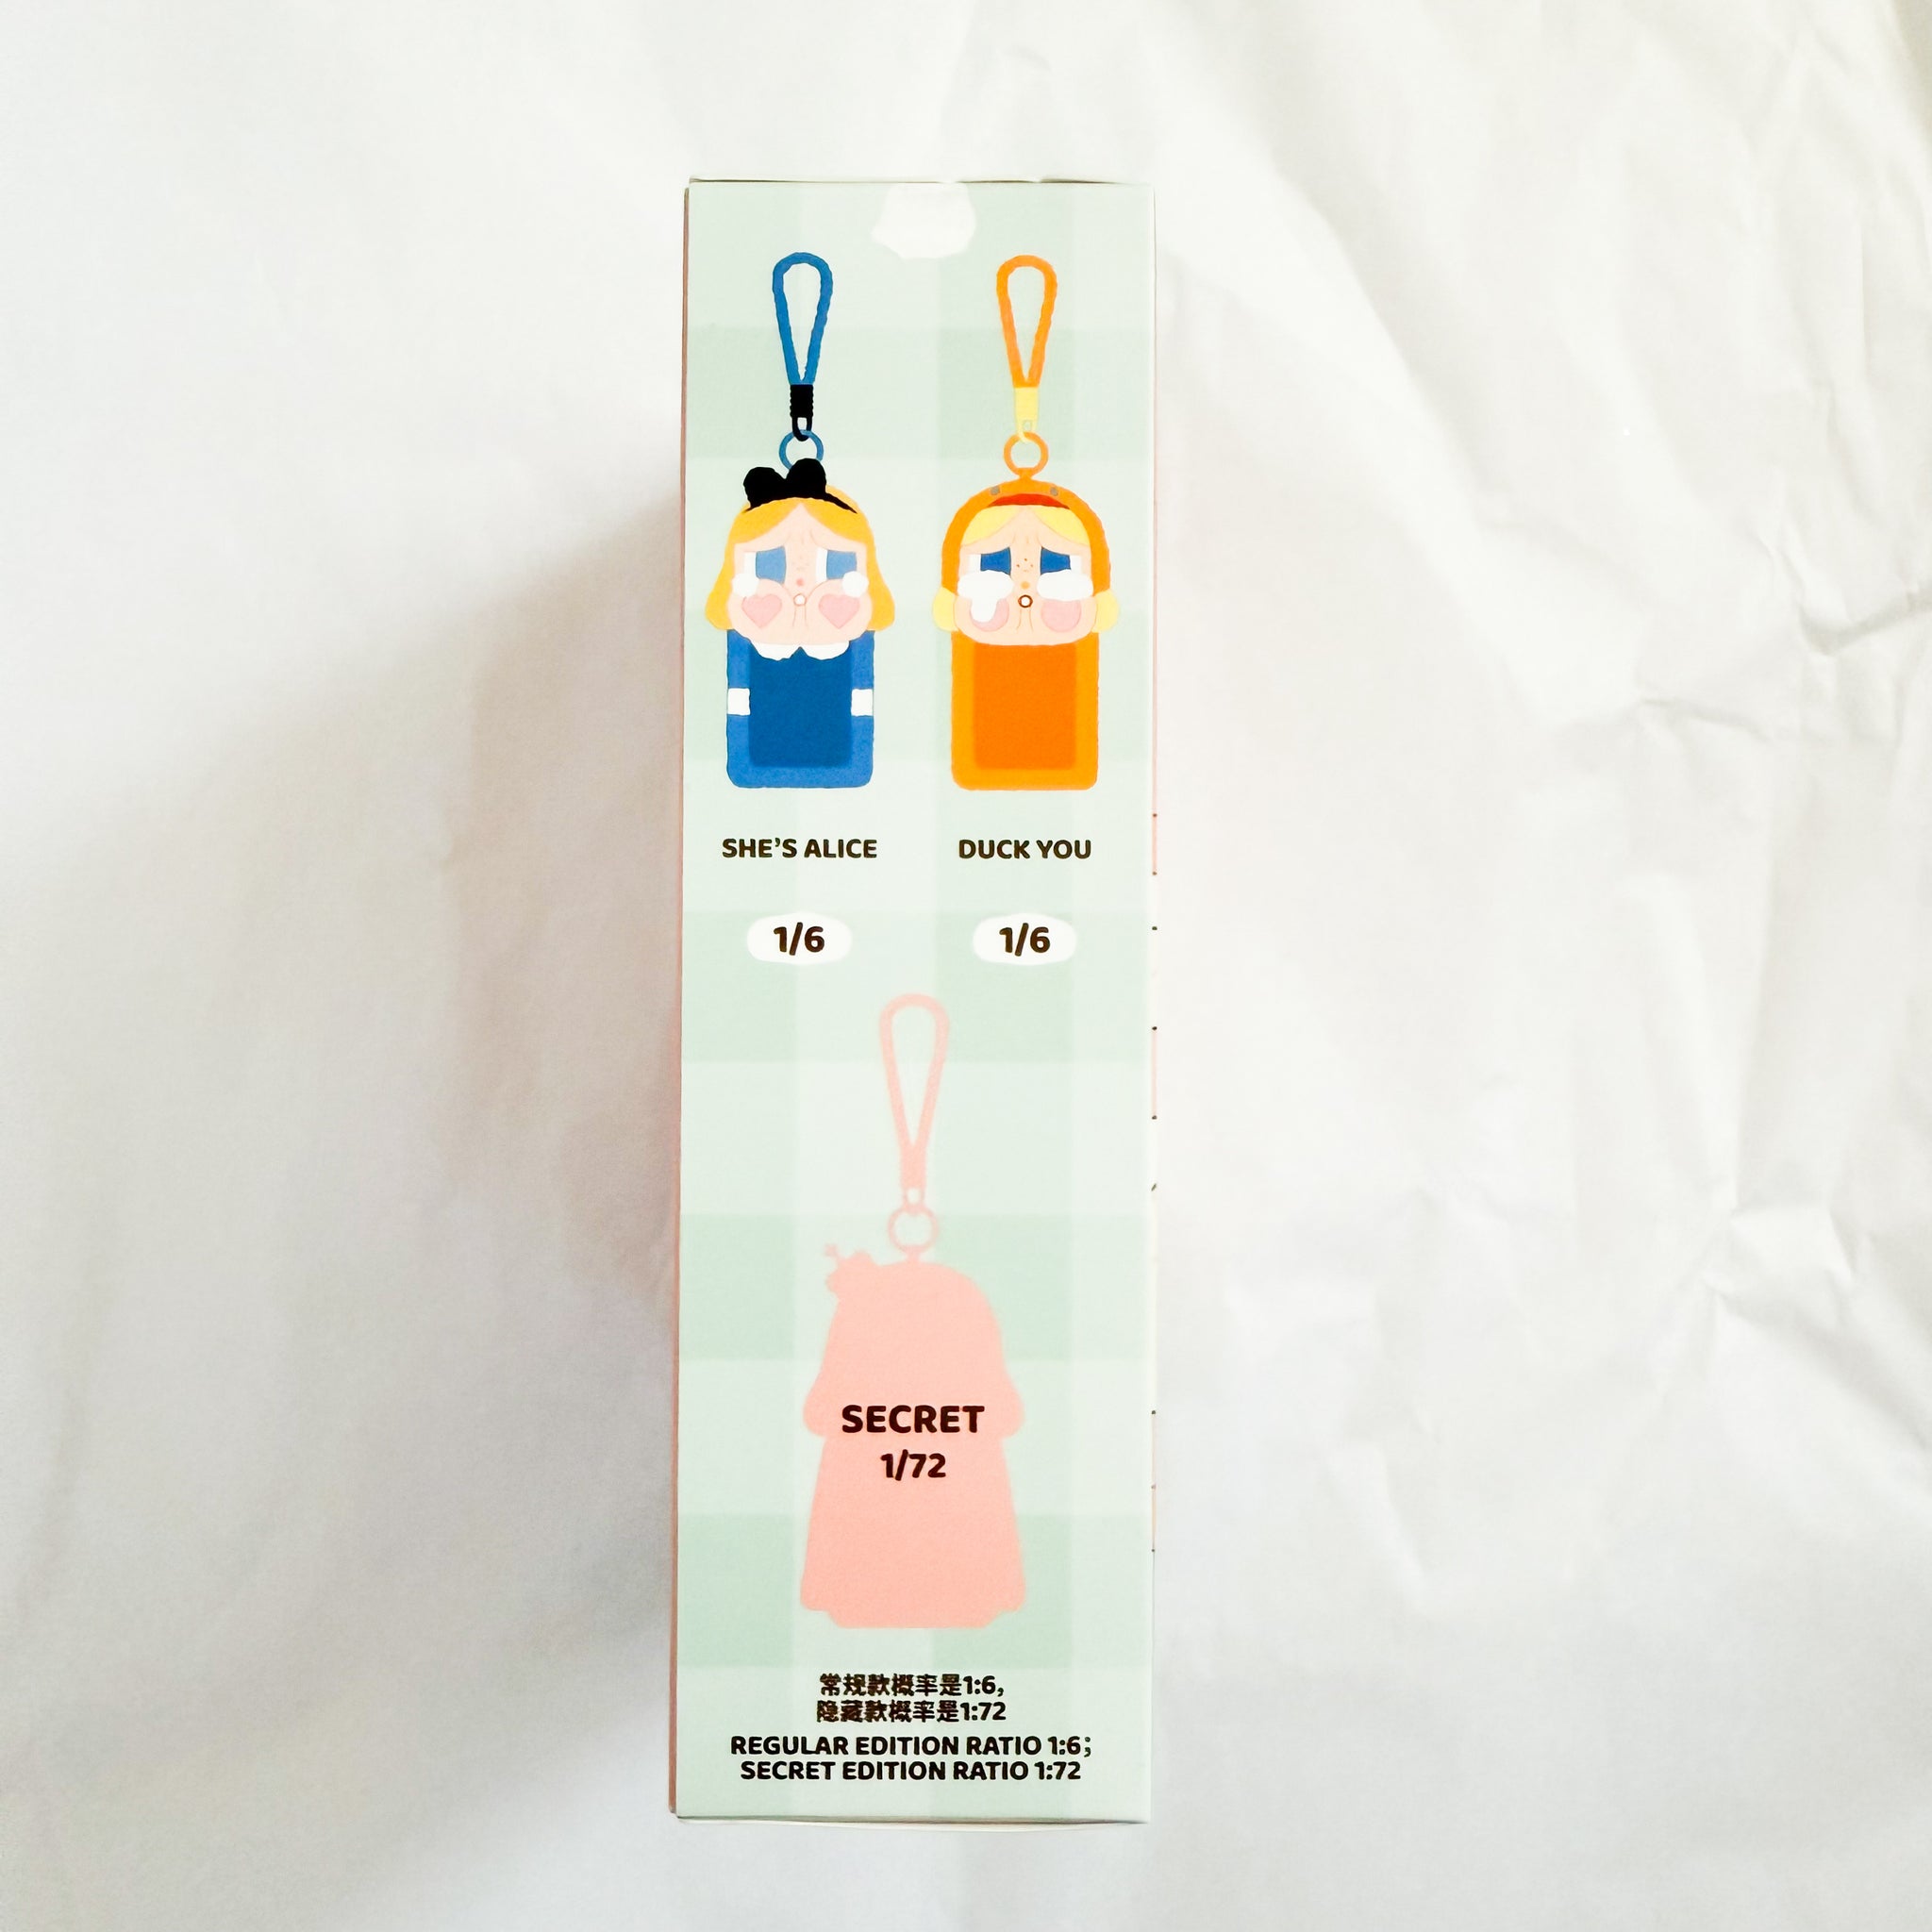 SHE'S ALICE
DUCK YOU
1/6
1/6
SECRET
1/72
常规款概率是1:6,
隐藏款概率是1:72
REGULAR EDITION RATIO 1:6;
SECRET EDITION RATIO 1:72